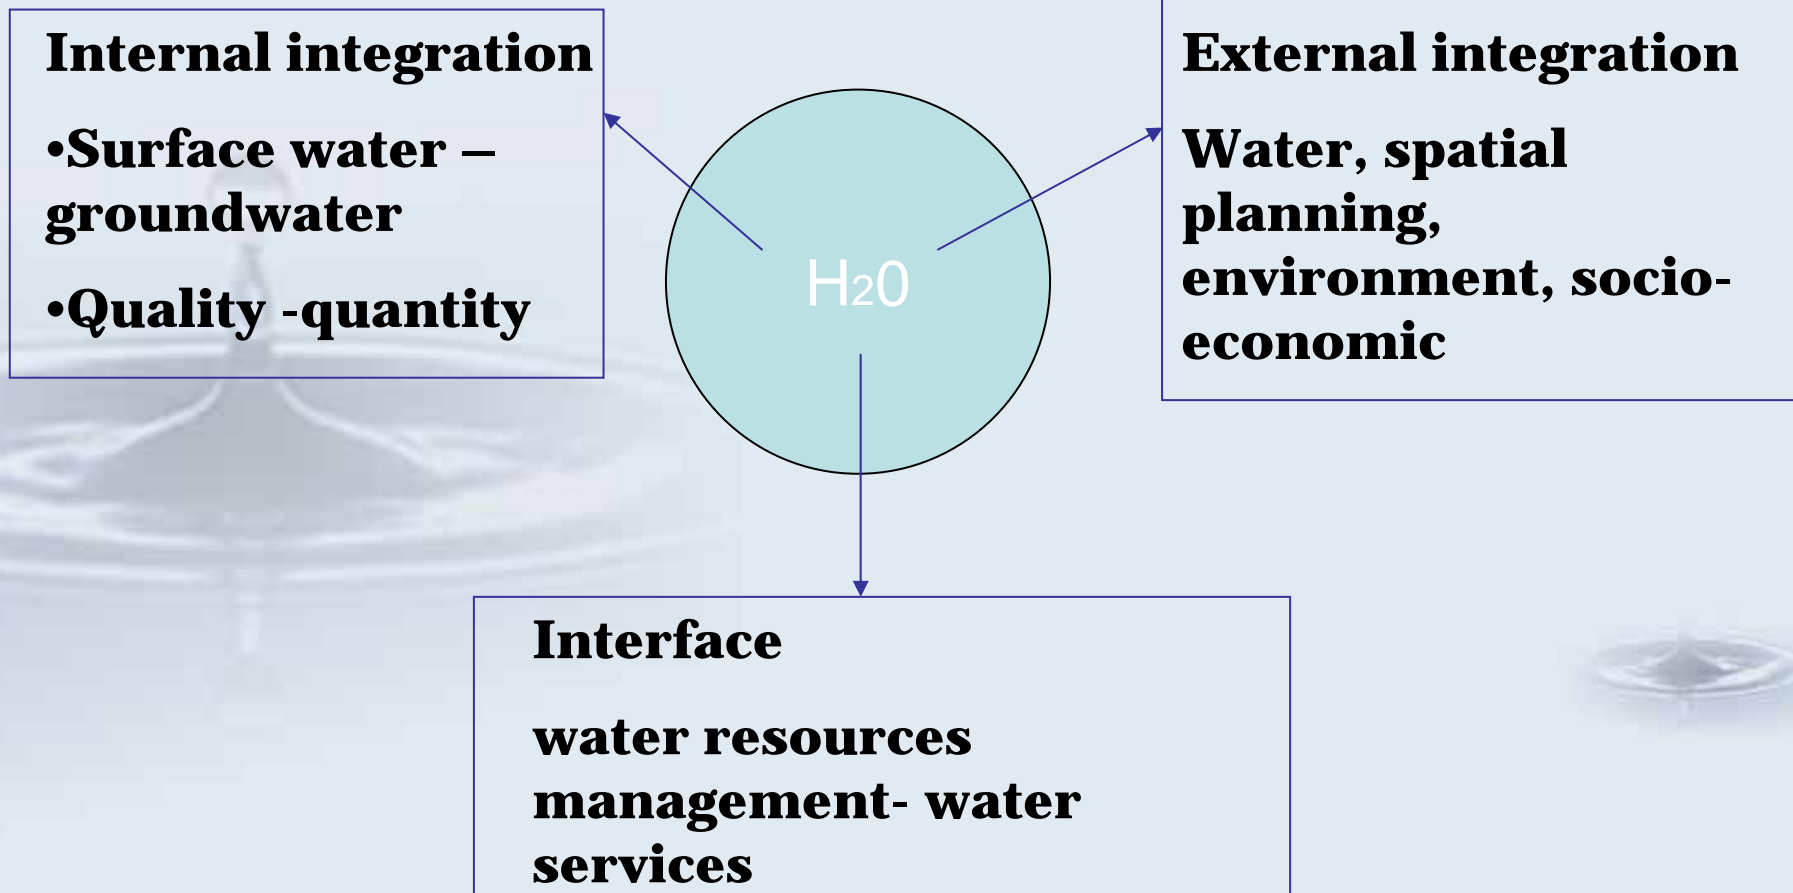 Internal integration
•Surface water –
groundwater
•Quality -quantity
H20
External integration
Water, spatial
planning,
environment, socio-
economic
Interface
water resources
management- water
services